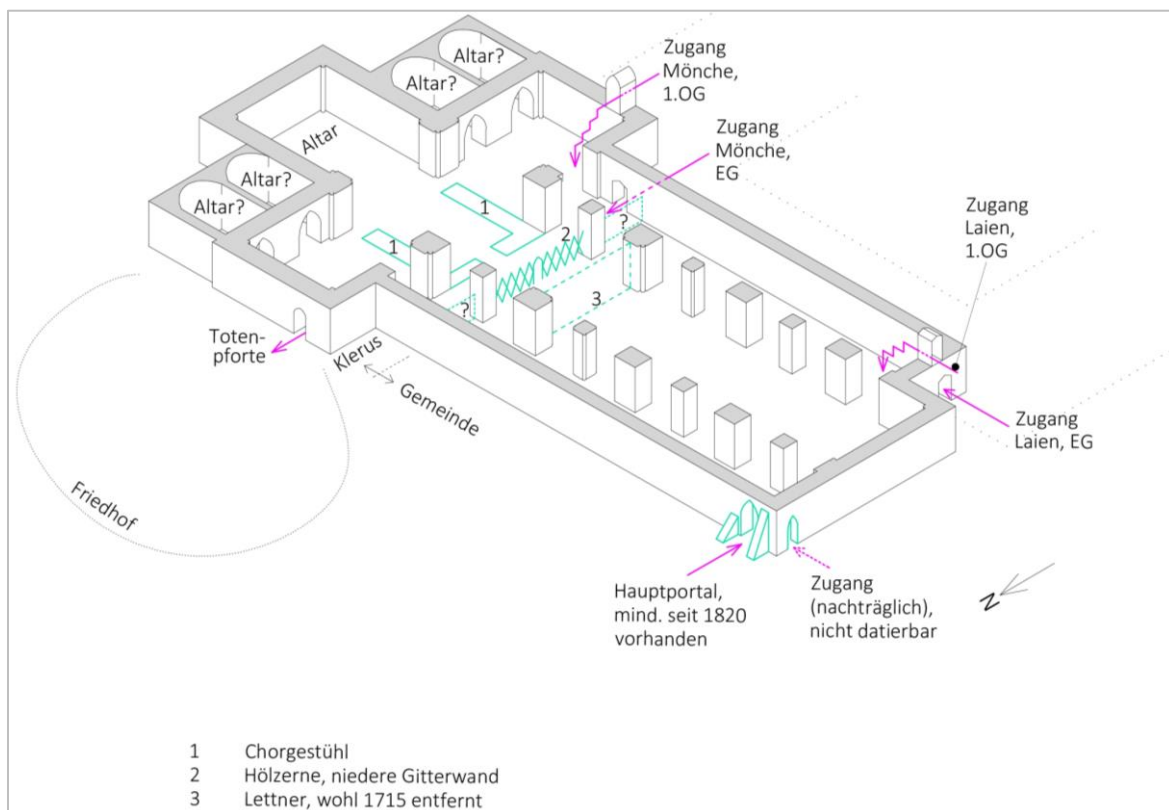 Altar?
Altar?
Altar
Altar?
Altar?
Zugang
Mönche,
1.OG
Zugang
Mönche,
EG
Zugang
Laien,
1.OG
1
1
2
?
?
3
Toten-
pforte
Klerus
Gemeinde
Friedhof
Zugang
Laien, EG
Hauptportal,
mind. seit 1820
vorhanden
Zugang
(nachträglich),
nicht datierbar
N
1 Chorgestühl
2 Hölzerne, niedere Gitterwand
3 Lettner, wohl 1715 entfernt